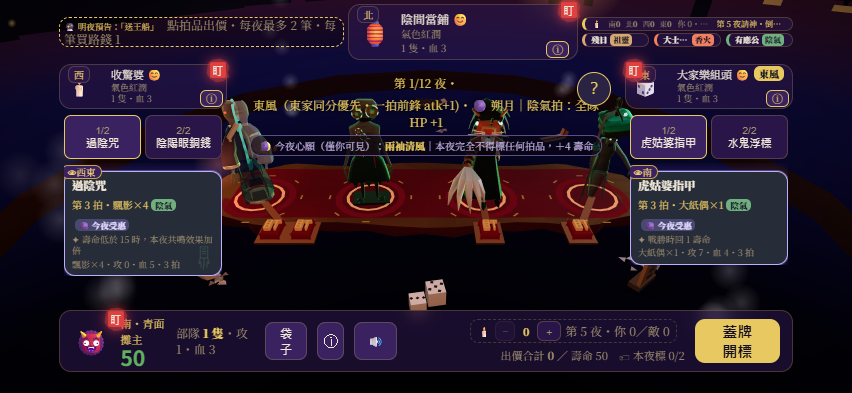 明夜預告：「送王船」 點拍品出價・每夜最多 2 筆・每
筆買路錢 1
北
陰間當鋪
氣色紅潤
1 隻・血 3
盯
第 5 夜請神・倒…
殘日 祖靈
大士… 香火
有應公 陰氣
西
收驚婆
氣色紅潤
1 隻・血 3
盯
第 1/12 夜・
東風（東家同分優先
一拍前鋒 atk+1）・ 朔月｜陰氣拍：全隊
HP +1
?
盯
東
大家樂組頭
東風
氣色紅潤
1 隻・血 3
今夜心願（僅你可見）：兩袖清風｜本夜完全不得標任何拍品，+4 壽命
1/2
過陰咒
2/2
陰陽眼銅錢
1/2
虎姑婆指甲
2/2
水鬼浮標
西東
過陰咒
第 3 拍・飄影×4 陰氣
今夜受惠
✦ 壽命低於 15 時，本夜共鳴效果加
倍
飄影×4・攻 0・血 5・3 拍
南
虎姑婆指甲
第 3 拍・大紙偶×1 陰氣
今夜受惠
✦ 戰勝時回 1 壽命
大紙偶×1・攻 7・血 4・3 拍
盯
南・青面
攤主
50
部隊 1 隻・攻
1・血 3
袋
子
− 0 + 第 5 夜・你 0／敵 0
出價合計 0 ／ 壽命 50 本夜標 0/2
蓋牌
開標